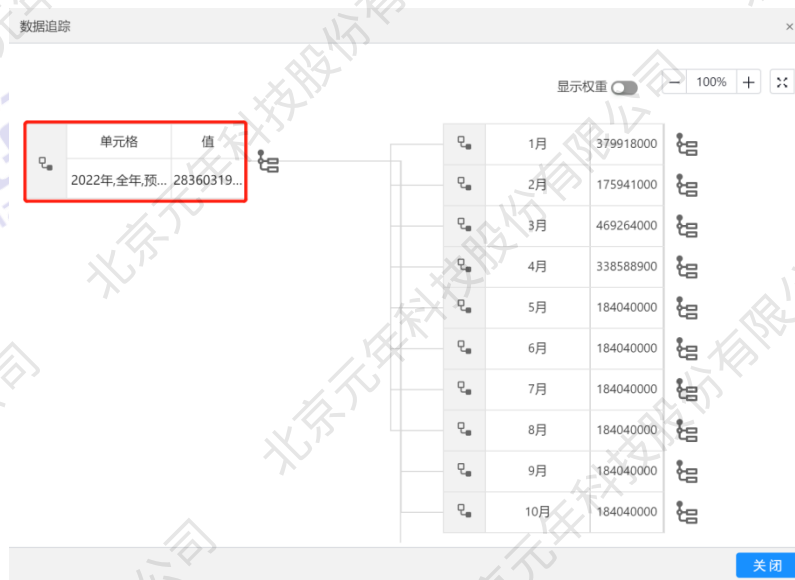 数据追踪
×
显示权重 — 100% +
单元格 值
2022年,全年,预... 28360319...
1月 379918000
2月 175941000
3月 469264000
4月 338588900
5月 184040000
6月 184040000
7月 184040000
8月 184040000
9月 184040000
10月 184040000
关闭
北京元年科技股份有限公司